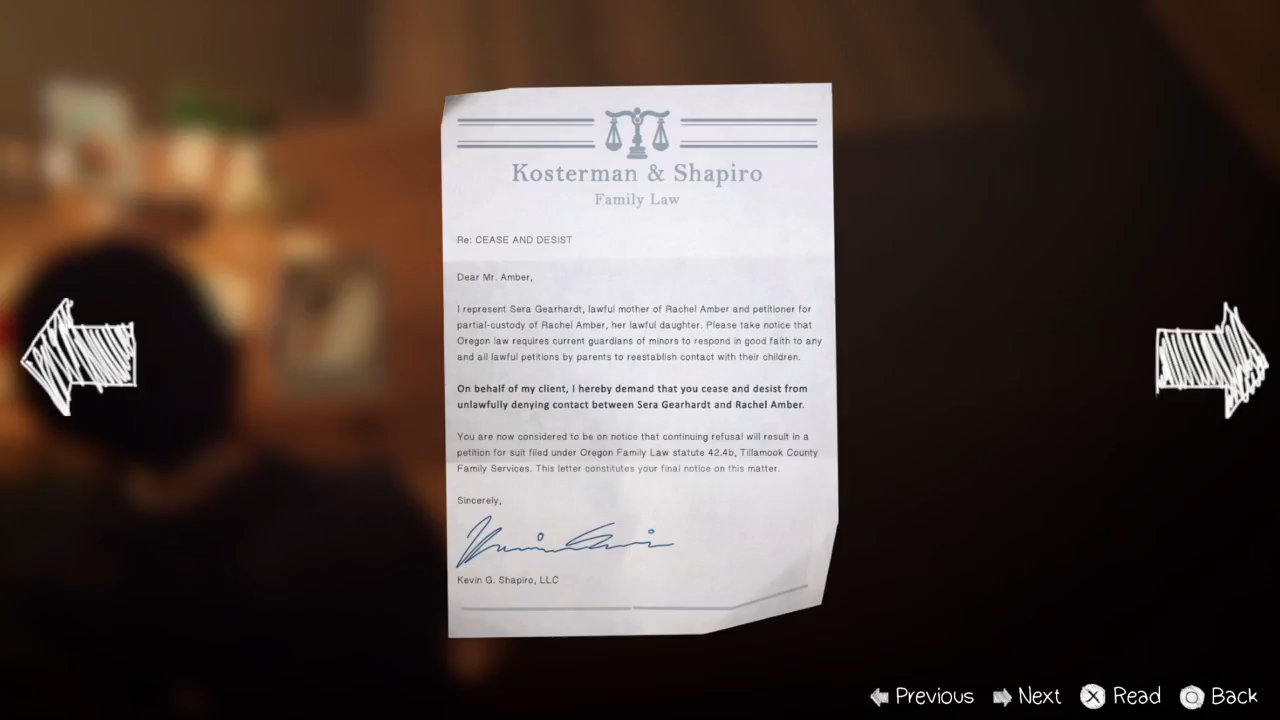 Kosterman & Shapiro
Family Law
Re: CEASE AND DESIST
Dear Mr. Amber,
I represent Sera Gearhardt, lawful mother of Rachel Amber and petitioner for
partial-custody of Rachel Amber, her lawful daughter. Please take notice that
Oregon law requires current guardians of minors to respond in good faith to any
and all lawful petitions by parents to reestablish contact with their children.
On behalf of my client, I hereby demand that you cease and desist from
unlawfully denying contact between Sera Gearhardt and Rachel Amber.
You are now considered to be on notice that continuing refusal will result in a
petition for suit filed under Oregon Family Law statute 42.4b, Tillamook County
Family Services. This letter constitutes your final notice on this matter.
Sincerely,
Kevin G. Shapiro, LLC
Previous Next X Read Back